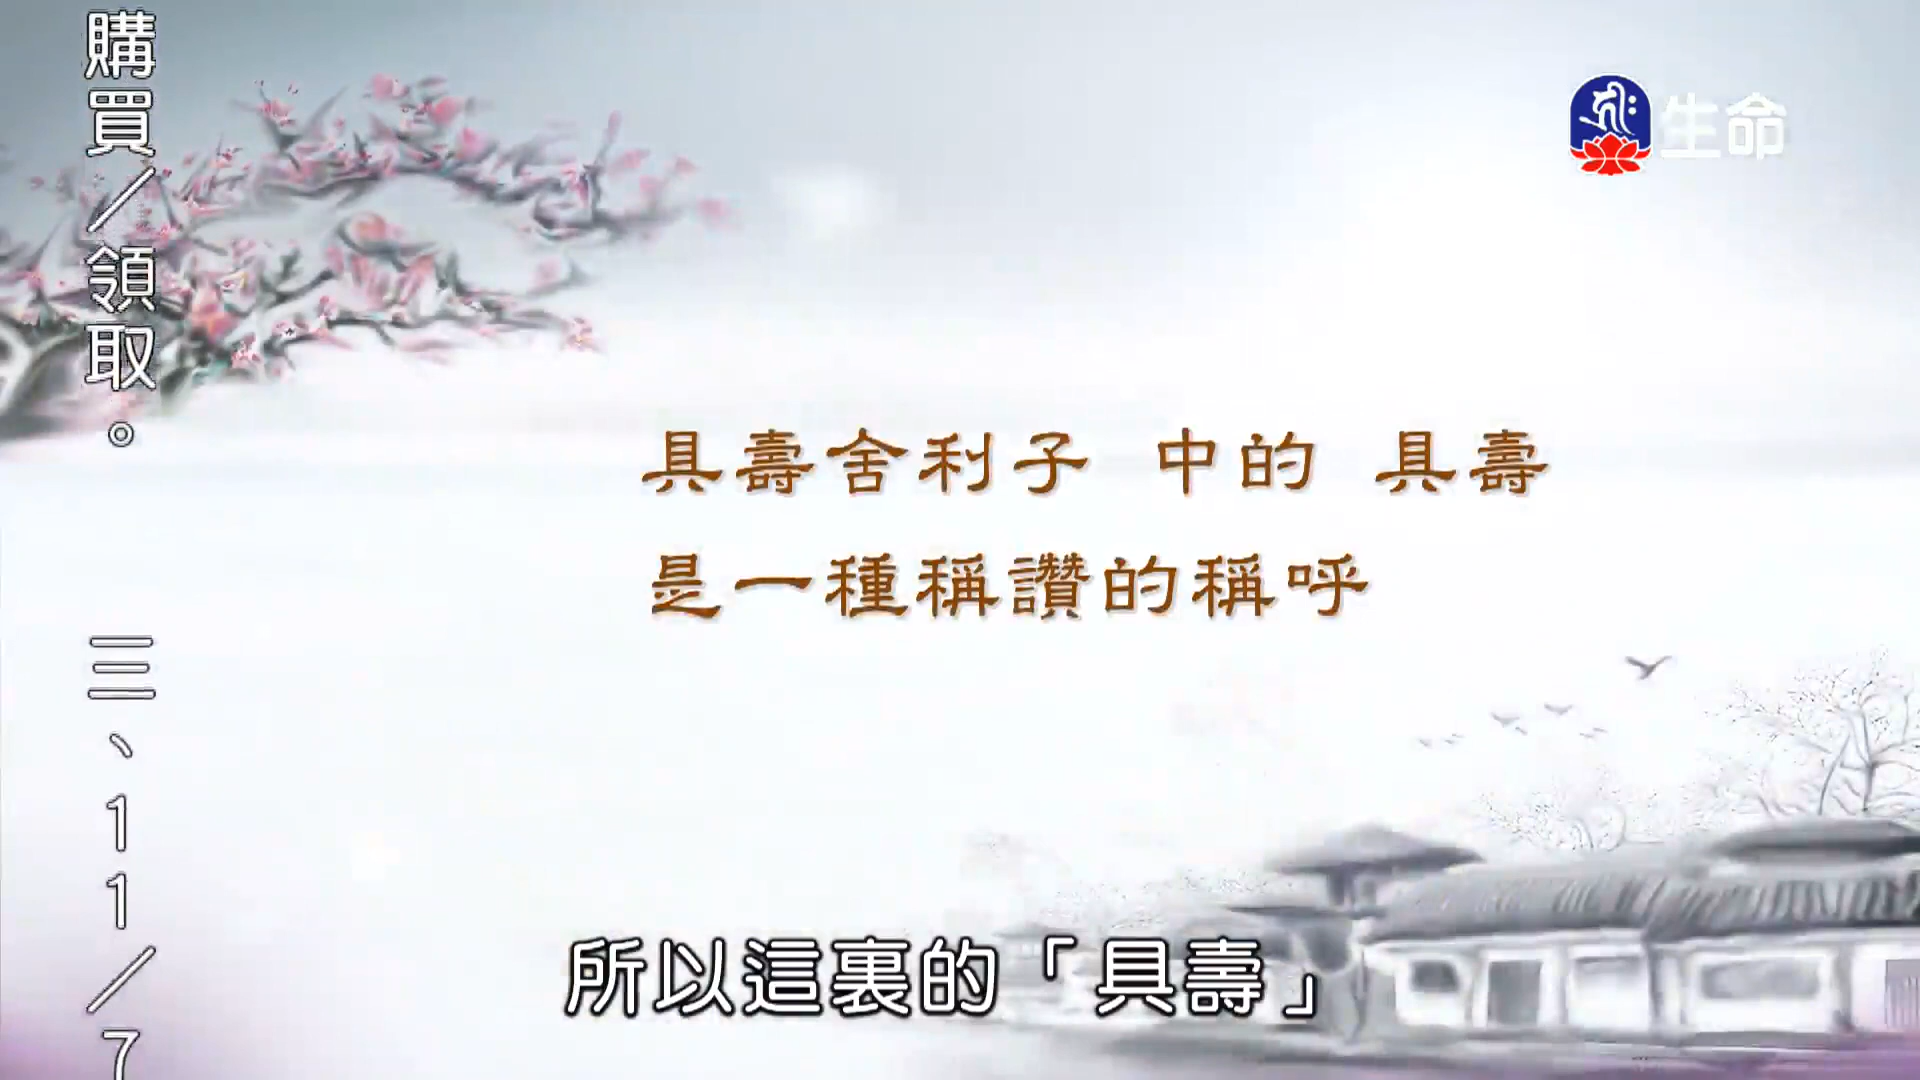 購買/領取。 三、11/7
生命
具壽舍利子 中的 具壽
是一種稱讚的稱呼
所以這裏的「具壽」